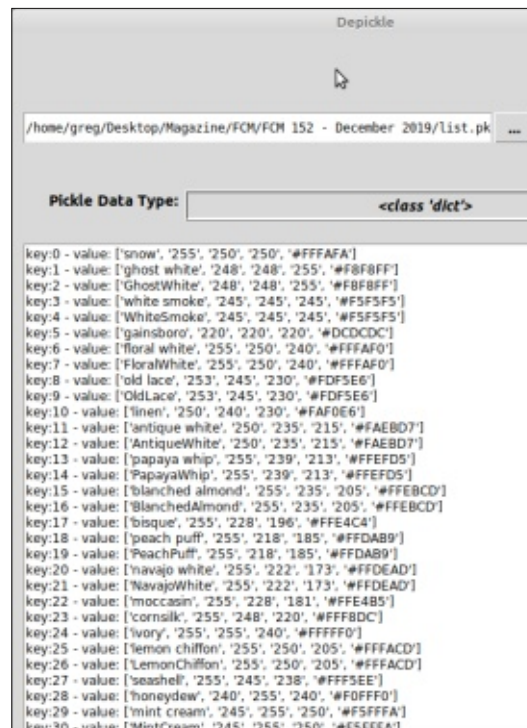 Depickle
/home/greg/Desktop/Magazine/FCM/FCM 152 - December 2019/list.pk ...
Pickle Data Type: <class 'dict'>
key:0 - value: ['snow', '255', '250', '250', '#FFFAFA']
key:1 - value: ['ghost white', '248', '248', '255', '#F8F8FF']
key:2 - value: ['GhostWhite', '248', '248', '255', '#F8F8FF']
key:3 - value: ['white smoke', '245', '245', '245', '#F5F5F5']
key:4 - value: ['WhiteSmoke', '245', '245', '245', '#F5F5F5']
key:5 - value: ['gainsboro', '220', '220', '220', '#DCDCDC']
key:6 - value: ['floral white', '255', '250', '240', '#FFFAF0']
key:7 - value: ['FloralWhite', '255', '250', '240', '#FFFAF0']
key:8 - value: ['old lace', '253', '245', '230', '#FDF5E6']
key:9 - value: ['OldLace', '253', '245', '230', '#FDF5E6']
key:10 - value: ['linen', '250', '240', '230', '#FAF0E6']
key:11 - value: ['antique white', '250', '235', '215', '#FAEBD7']
key:12 - value: ['AntiqueWhite', '250', '235', '215', '#FAEBD7']
key:13 - value: ['papaya whip', '255', '239', '213', '#FFEFD5']
key:14 - value: ['PapayaWhip', '255', '239', '213', '#FFEFD5']
key:15 - value: ['blanched almond', '255', '235', '205', '#FFEBCD']
key:16 - value: ['BlanchedAlmond', '255', '235', '205', '#FFEBCD']
key:17 - value: ['bisque', '255', '228', '196', '#FFE4C4']
key:18 - value: ['peach puff', '255', '218', '185', '#FFDAB9']
key:19 - value: ['PeachPuff', '255', '218', '185', '#FFDAB9']
key:20 - value: ['navajo white', '255', '222', '173', '#FFDEAD']
key:21 - value: ['NavajoWhite', '255', '222', '173', '#FFDEAD']
key:22 - value: ['moccasin', '255', '228', '181', '#FFE4B5']
key:23 - value: ['cornsilk', '255', '248', '220', '#FFF8DC']
key:24 - value: ['ivory', '255', '255', '240', '#FFFFF0']
key:25 - value: ['lemon chiffon', '255', '250', '205', '#FFFACD']
key:26 - value: ['LemonChiffon', '255', '250', '205', '#FFFACD']
key:27 - value: ['seashell', '255', '245', '238', '#FFF5EE']
key:28 - value: ['honeydew', '240', '255', '240', '#F0FFF0']
key:29 - value: ['mint cream', '245', '255', '250', '#F5FFFA']
key:30 - value: ['MintCream', '245', '255', '250', '#F5FFFA']